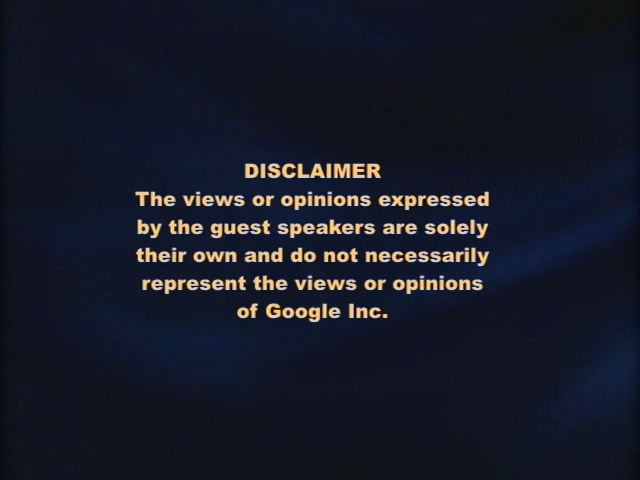 DISCLAIMER
The views or opinions expressed
by the guest speakers are solely
their own and do not necessarily
represent the views or opinions
of Google Inc.